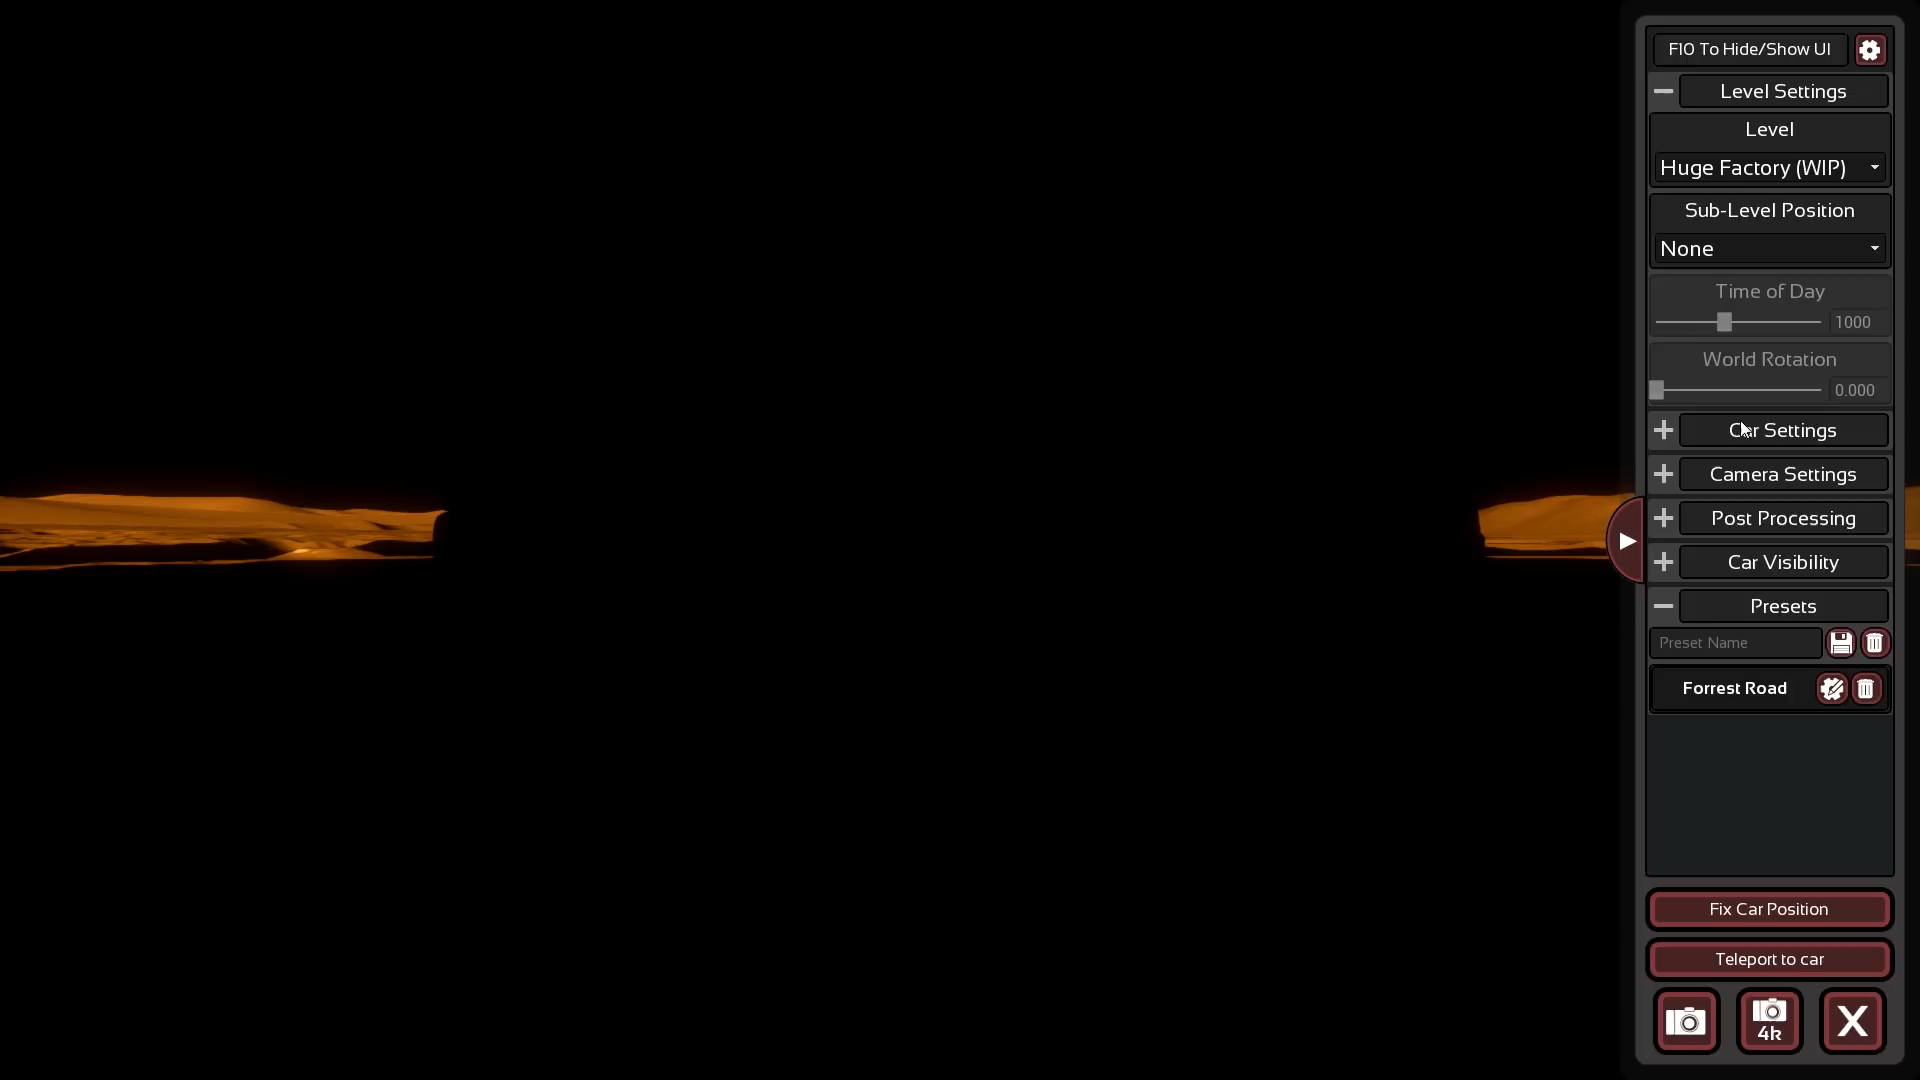 F10 To Hide/Show UI
Level Settings
Level
Huge Factory (WIP)
Sub-Level Position
None
Time of Day
1000
World Rotation
0.000
Car Settings
Camera Settings
Post Processing
Car Visibility
Presets
Preset Name
Forrest Road
Fix Car Position
Teleport to car
4k
X